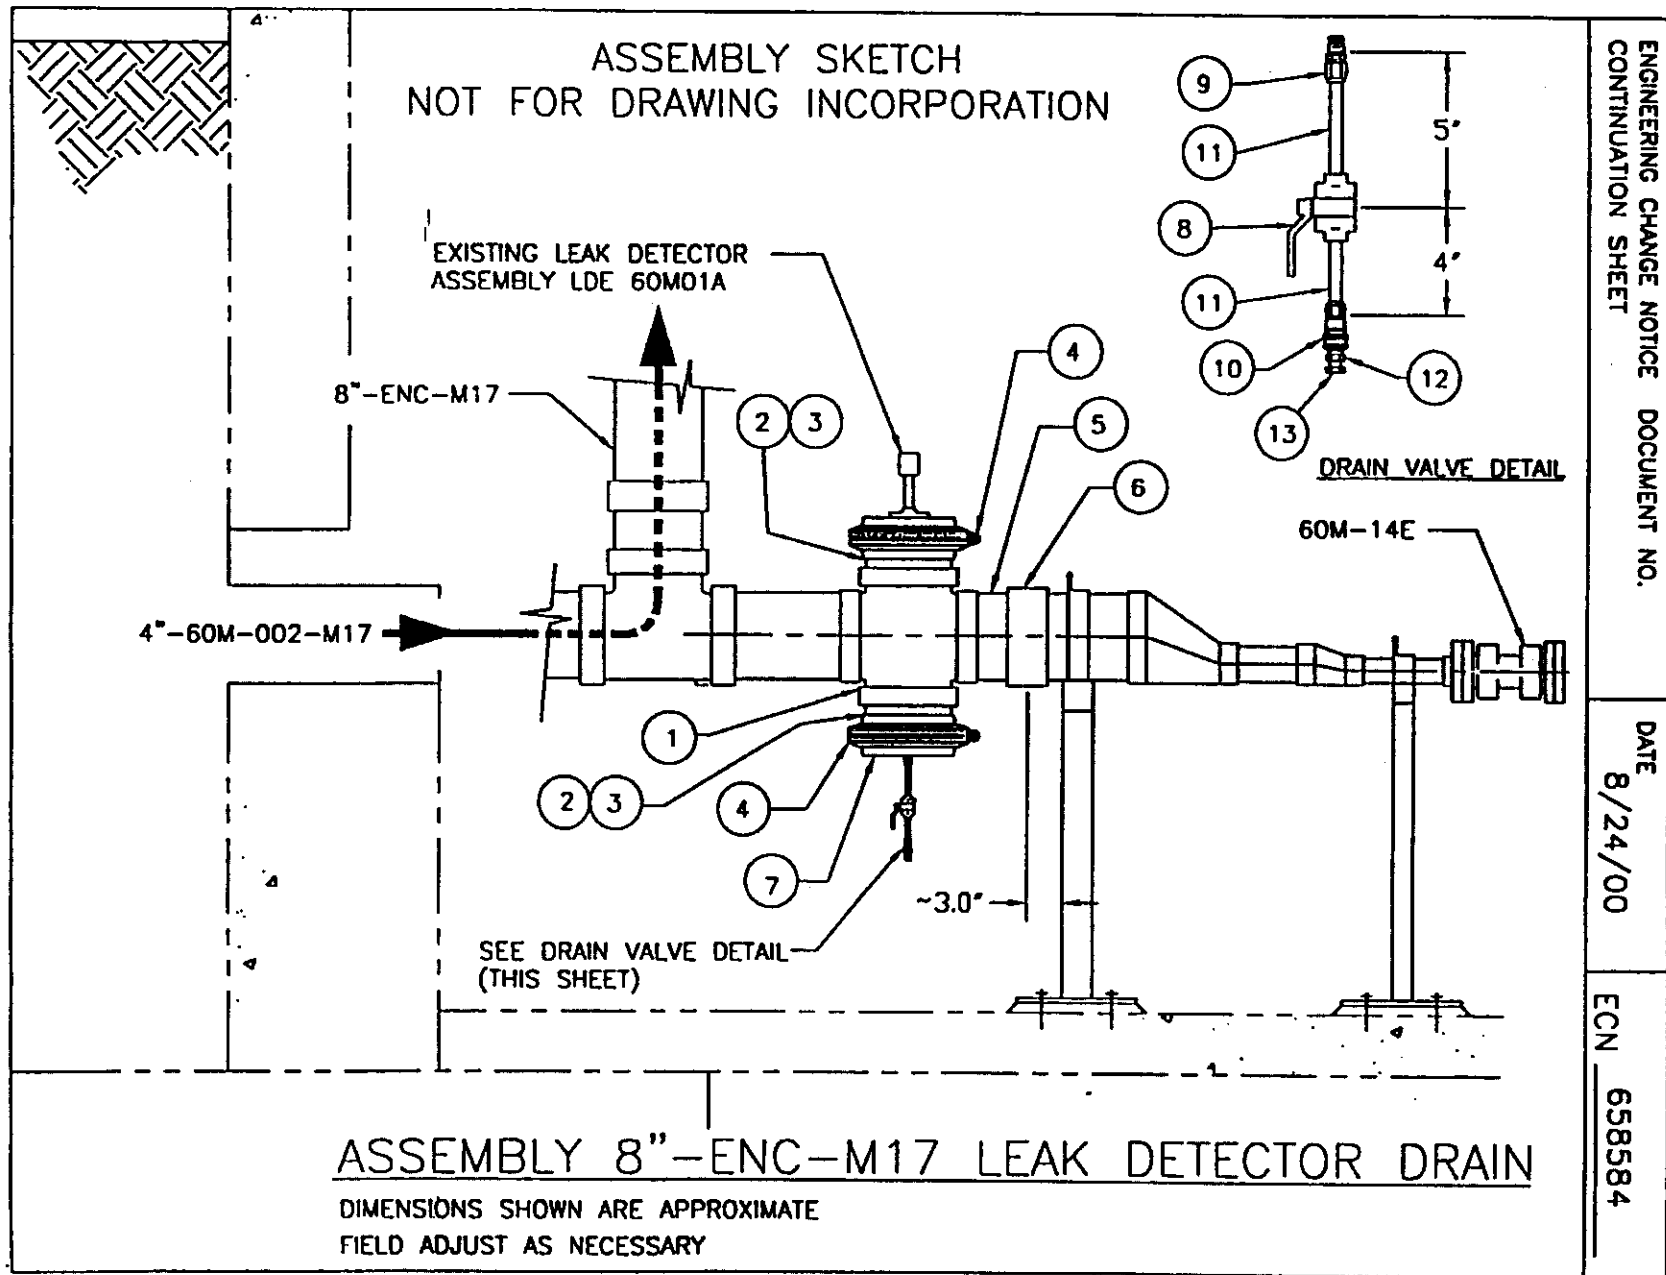 ASSEMBLY SKETCH
NOT FOR DRAWING INCORPORATION
9
5"
11
8
4"
11
10
12
13
DRAIN VALVE DETAIL
EXISTING LEAK DETECTOR
ASSEMBLY LDE 60M01A
8"-ENC-M17
2 3
4
5
6
60M-14E
4"-60M-002-M17
1
2 3
4
7
~3.0"
SEE DRAIN VALVE DETAIL
(THIS SHEET)
ASSEMBLY 8"-ENC-M17 LEAK DETECTOR DRAIN
DIMENSIONS SHOWN ARE APPROXIMATE
FIELD ADJUST AS NECESSARY
ENGINEERING CHANGE NOTICE DOCUMENT NO.
CONTINUATION SHEET
DATE
8/24/00
ECN 658584